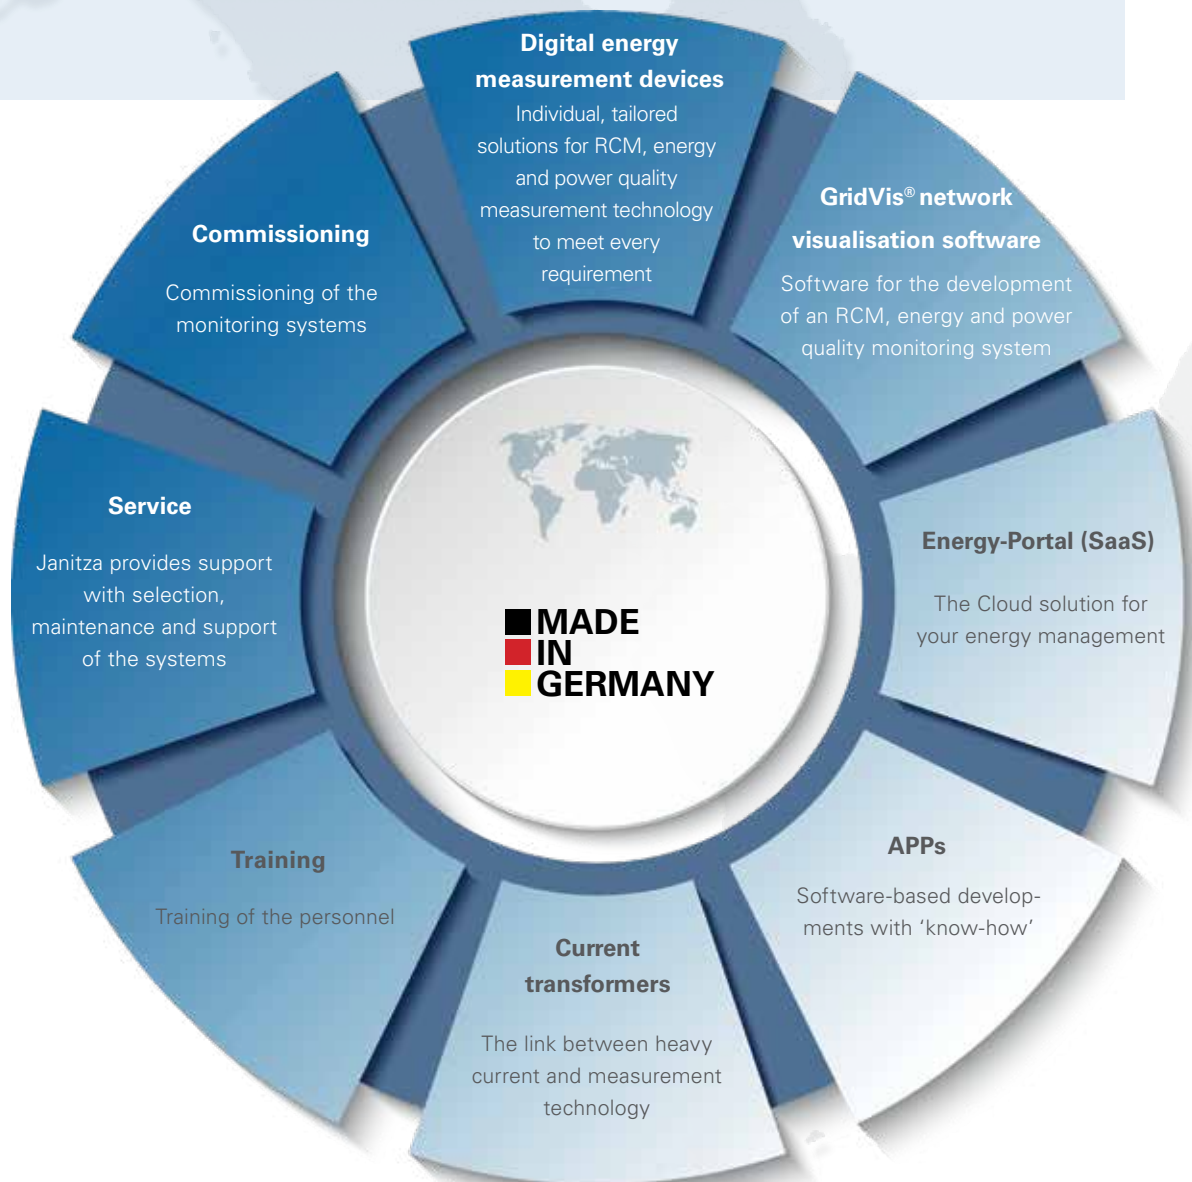 Digital energy
measurement devices
Individual, tailored
solutions for RCM, energy
and power quality
measurement technology
to meet every
requirement
GridVis® network
visualisation software
Software for the development
of an RCM, energy and power
quality monitoring system
Energy-Portal (SaaS)
The Cloud solution for
your energy management
APPs
Software-based develop-
ments with ‘know-how’
Current
transformers
The link between heavy
current and measurement
technology
Training
Training of the personnel
Service
Janitza provides support
with selection,
maintenance and support
of the systems
Commissioning
Commissioning of the
monitoring systems
MADE
IN
GERMANY